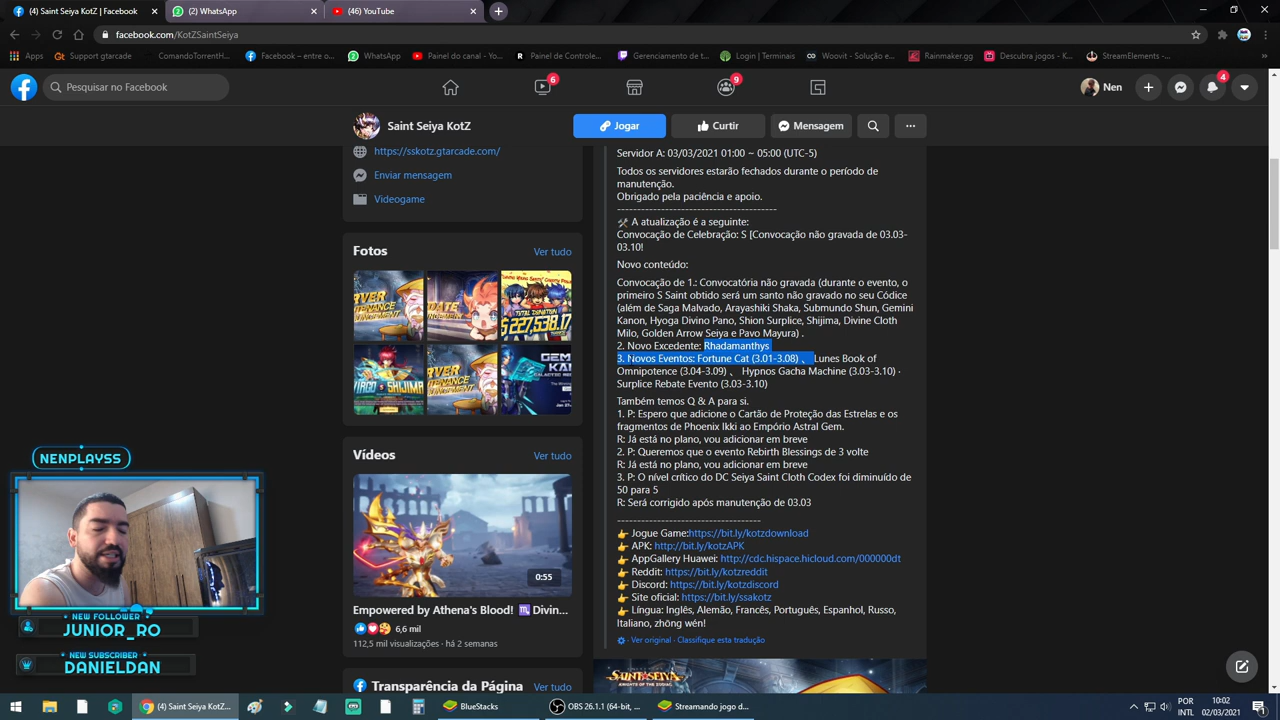 (4) Saint Seiya KotZ | Facebook
(2) WhatsApp
(46) YouTube
facebook.com/KotZSaintSeiya
Apps
Support gtarcade
ComandoTorrentH...
Facebook – entre o...
WhatsApp
Painel do canal - Yo...
Painel de Controle...
Gerenciamento de t...
Login | Terminais
Woovit - Solução e...
Rainmaker.gg
Descubra jogos - K...
StreamElements -...
Pesquisar no Facebook
6
9
Nen
4
Saint Seiya KotZ
Jogar
Curtir
Mensagem
https://sskotz.gtarcade.com/
Enviar mensagem
Videogame
Fotos
Ver tudo
TOTAL DONATION
$ 227,538.17
Vídeos
Ver tudo
0:55
Empowered by Athena's Blood! ♏ Divin...
6,6 mil
112,5 mil visualizações · há 2 semanas
Transparência da Página
Ver tudo
Servidor A: 03/03/2021 01:00 ~ 05:00 (UTC-5)
Todos os servidores estarão fechados durante o período de
manutenção.
Obrigado pela paciência e apoio.
----------------------------------------
🛠 A atualização é a seguinte:
Convocação de Celebração: S [Convocação não gravada de 03.03-
03.10!
Novo conteúdo:
Convocação de 1.: Convocatória não gravada (durante o evento, o
primeiro S Saint obtido será um santo não gravado no seu Códice
(além de Saga Malvado, Arayashiki Shaka, Submundo Shun, Gemini
Kanon, Hyoga Divino Pano, Shion Surplice, Shijima, Divine Cloth
Milo, Golden Arrow Seiya e Pavo Mayura) .
2. Novo Excedente: Rhadamanthys
3. Novos Eventos: Fortune Cat (3.01-3.08) 、 Lunes Book of
Omnipotence (3.04-3.09) 、 Hypnos Gacha Machine (3.03-3.10) ·
Surplice Rebate Evento (3.03-3.10)
Também temos Q & A para si.
1. P: Espero que adicione o Cartão de Proteção das Estrelas e os
fragmentos de Phoenix Ikki ao Empório Astral Gem.
R: Já está no plano, vou adicionar em breve
2. P: Queremos que o evento Rebirth Blessings de 3 volte
R: Já está no plano, vou adicionar em breve
3. P: O nível crítico do DC Seiya Saint Cloth Codex foi diminuído de
50 para 5
R: Será corrigido após manutenção de 03.03
------------------------------------
👉 Jogue Game:https://bit.ly/kotzdownload
👉 APK: http://bit.ly/kotzAPK
👉 AppGallery Huawei: http://cdc.hispace.hicloud.com/000000dt
👉 Reddit: https://bit.ly/kotzreddit
👉 Discord: https://bit.ly/kotzdiscord
👉 Site oficial: https://bit.ly/ssakotz
👉 Língua: Inglês, Alemão, Francês, Português, Espanhol, Russo,
Italiano, zhōng wén!
Ver original · Classifique esta tradução
SAINT SEIYA
NENPLAYSS
NEW FOLLOWER
JUNIOR_RO
NEW SUBSCRIBER
DANIELDAN
Saint Seiya KotZ...
BlueStacks
OBS 26.1.1 (64-bit, ...
Streamando jogo d...
POR
INTL
10:02
02/03/2021
1